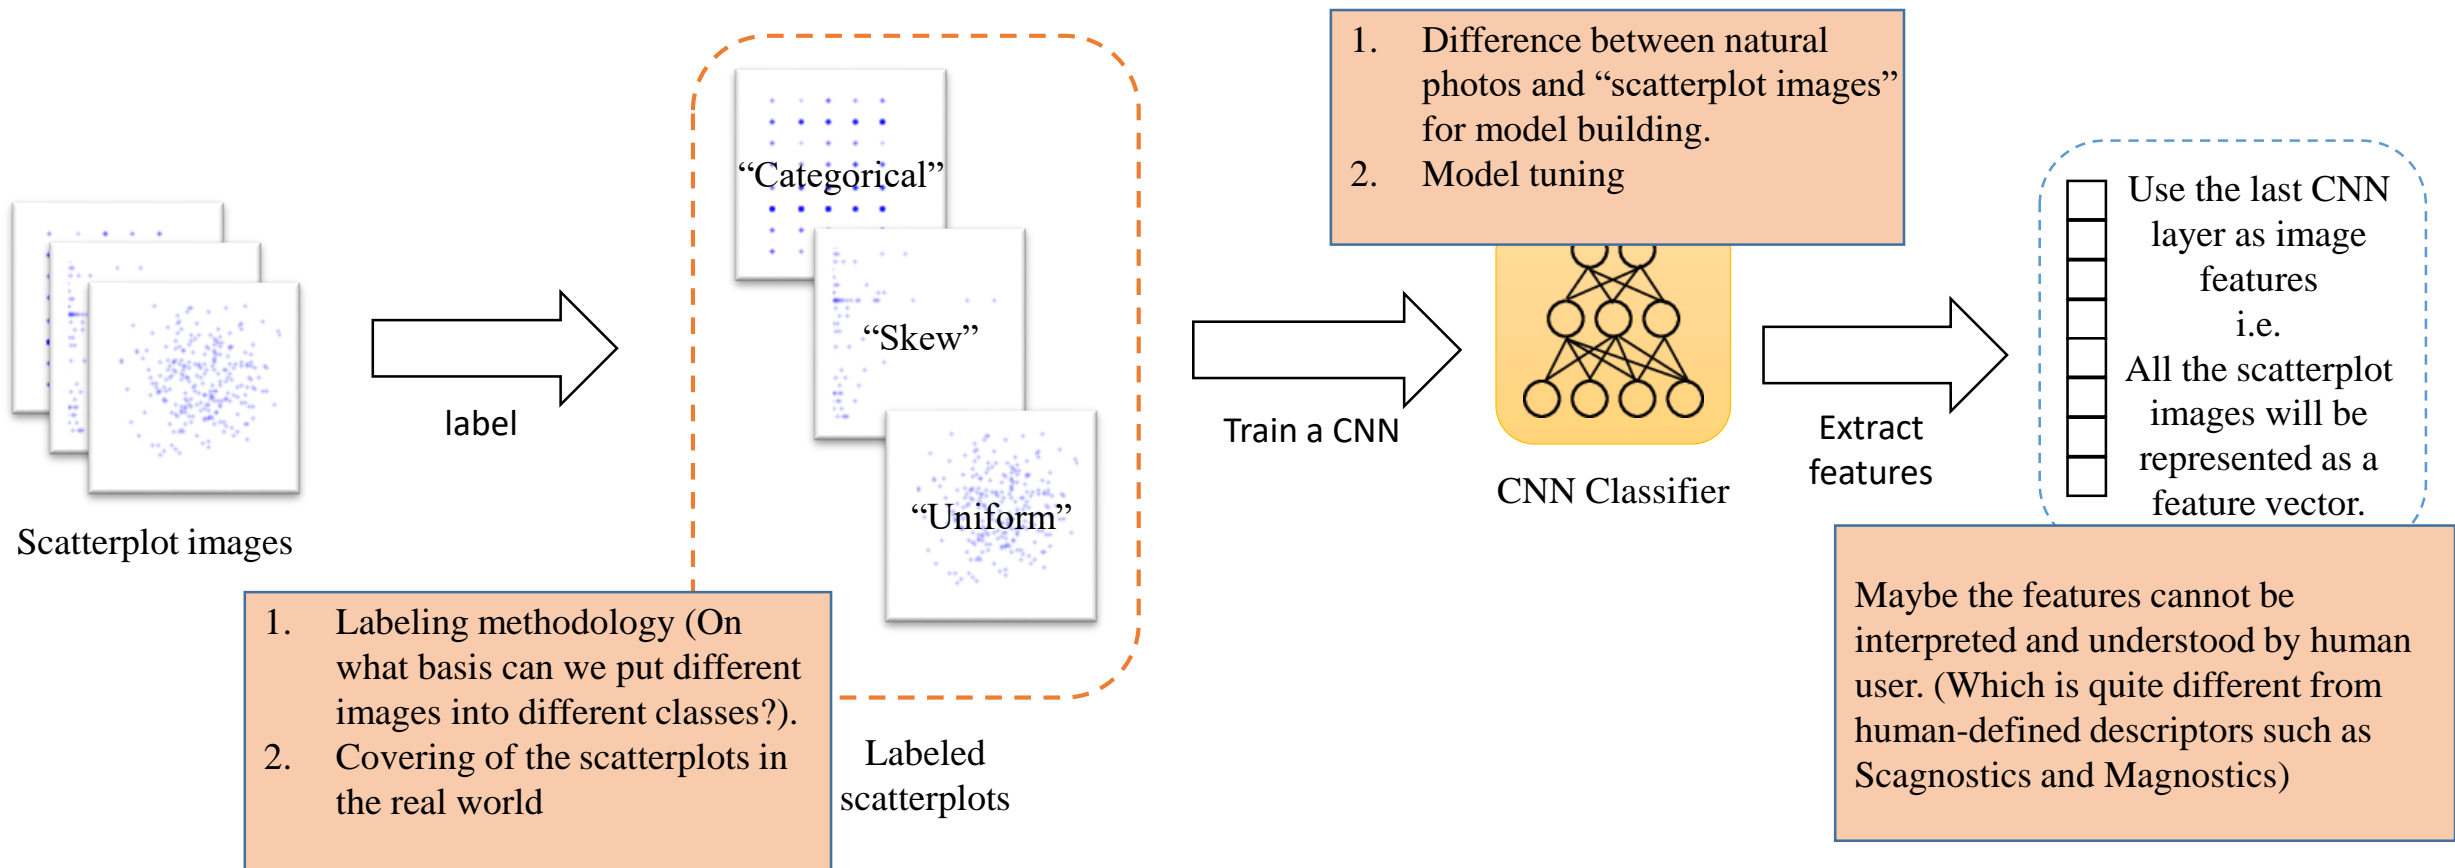 Scatterplot images
label
“Categorical”
“Skew”
“Uniform”
1. Labeling methodology (On
what basis can we put different
images into different classes?).
2. Covering of the scatterplots in
the real world
Labeled
scatterplots
Train a CNN
1. Difference between natural
photos and “scatterplot images”
for model building.
2. Model tuning
CNN Classifier
Extract
features
Use the last CNN
layer as image
features
i.e.
All the scatterplot
images will be
represented as a
feature vector.
Maybe the features cannot be
interpreted and understood by human
user. (Which is quite different from
human-defined descriptors such as
Scagnostics and Magnostics)